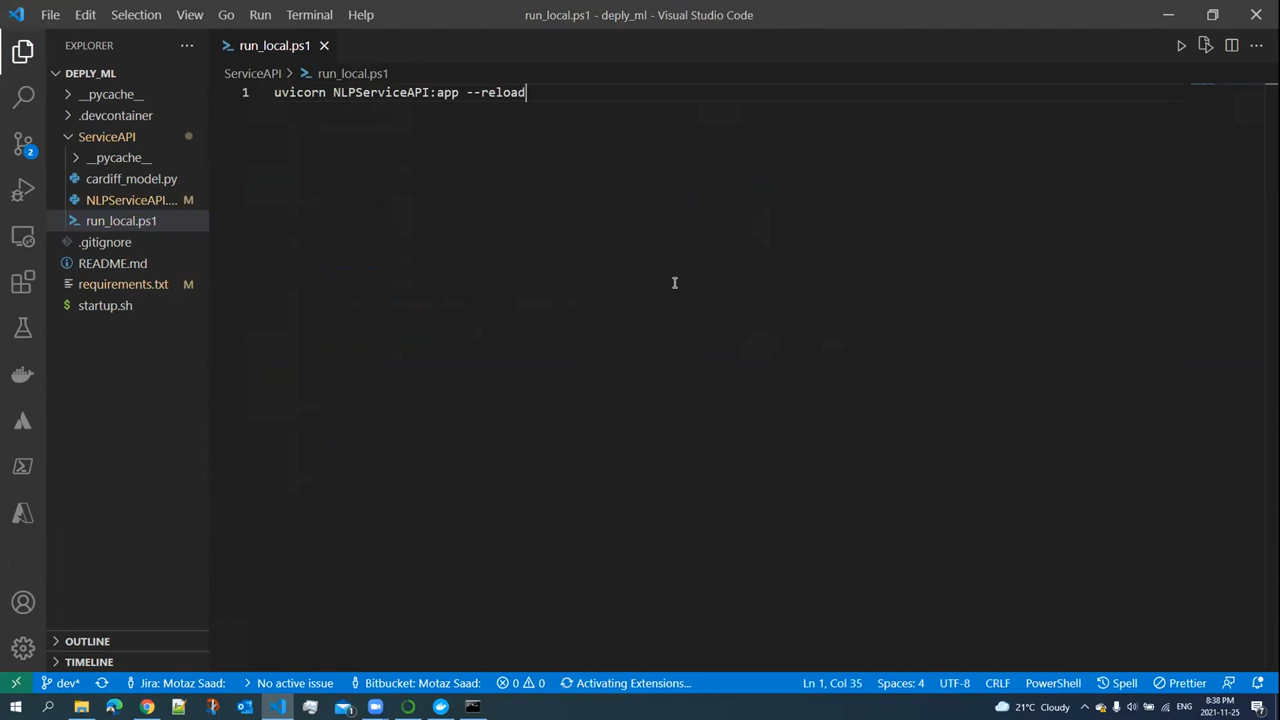 File Edit Selection View Go Run Terminal Help
run_local.ps1 - deply_ml - Visual Studio Code
EXPLORER
DEPLY_ML
__pycache__
.devcontainer
ServiceAPI
__pycache__
cardiff_model.py
NLPServiceAPI.... M
run_local.ps1
.gitignore
README.md
requirements.txt M
startup.sh
OUTLINE
TIMELINE
2
run_local.ps1
ServiceAPI > run_local.ps1
1 uvicorn NLPServiceAPI:app --reload
dev* Jira: Motaz Saad: No active issue Bitbucket: Motaz Saad: 0 0 Activating Extensions... Ln 1, Col 35 Spaces: 4 UTF-8 CRLF PowerShell Spell Prettier
21°C Cloudy ENG 8:38 PM
2021-11-25